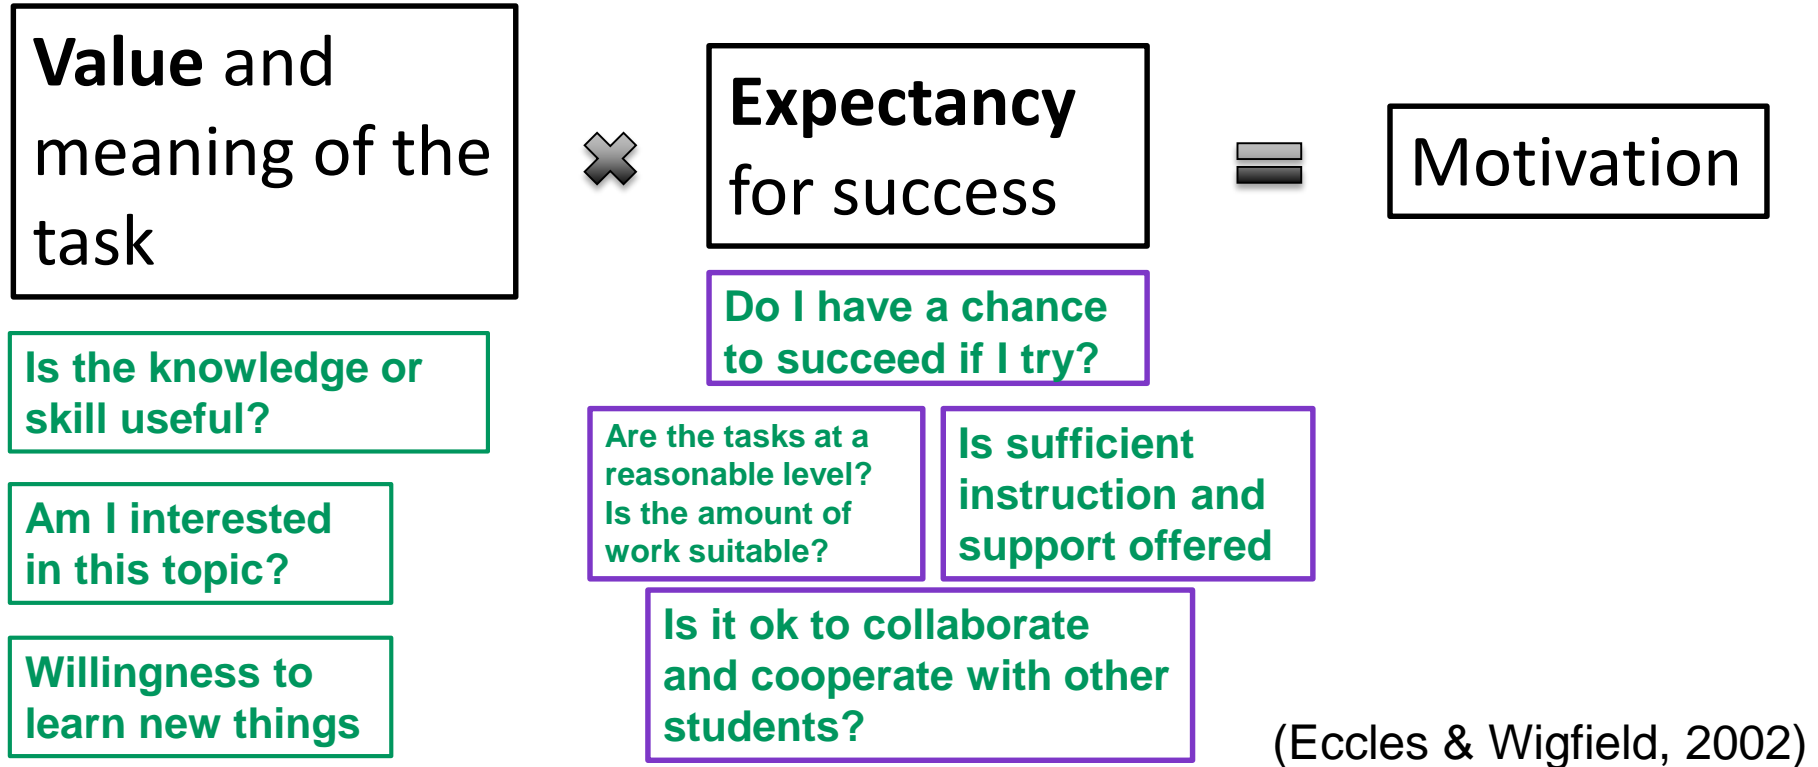 Value and
meaning of the
task
Expectancy
for success
Motivation
Is the knowledge or
skill useful?
Am I interested
in this topic?
Willingness to
learn new things
Do I have a chance
to succeed if I try?
Are the tasks at a
reasonable level?
Is the amount of
work suitable?
Is sufficient
instruction and
support offered
Is it ok to collaborate
and cooperate with other
students?
(Eccles & Wigfield, 2002)